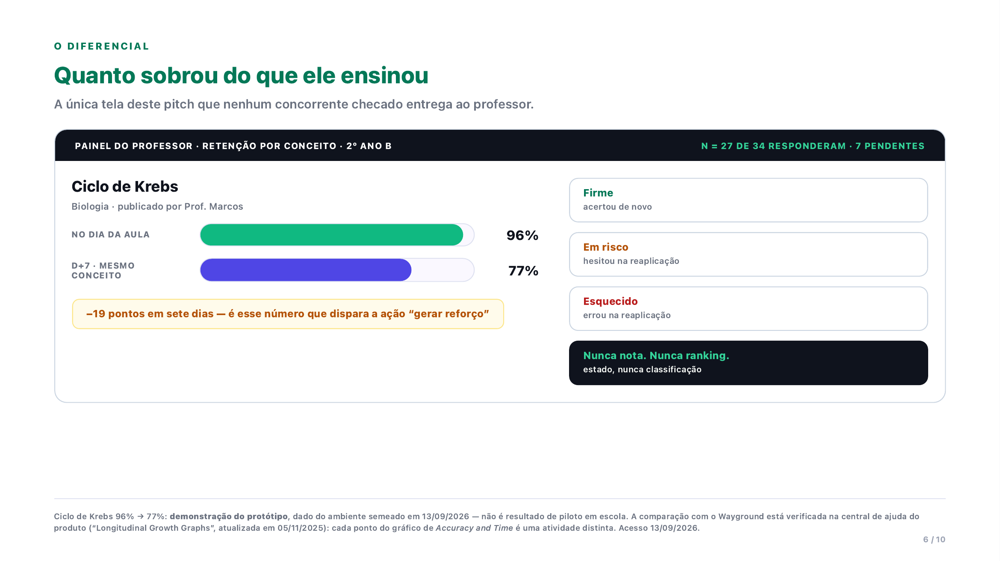 O DIFERENCIAL
Quanto sobrou do que ele ensinou
A única tela deste pitch que nenhum concorrente checado entrega ao professor.
PAINEL DO PROFESSOR · RETENÇÃO POR CONCEITO · 2º ANO B
N = 27 DE 34 RESPONDERAM · 7 PENDENTES
Ciclo de Krebs
Biologia · publicado por Prof. Marcos
NO DIA DA AULA
96%
D+7 · MESMO
CONCEITO
77%
−19 pontos em sete dias — é esse número que dispara a ação “gerar reforço”
Firme
acertou de novo
Em risco
hesitou na reaplicação
Esquecido
errou na reaplicação
Nunca nota. Nunca ranking.
estado, nunca classificação
Ciclo de Krebs 96% → 77%: demonstração do protótipo, dado do ambiente semeado em 13/09/2026 — não é resultado de piloto em escola. A comparação com o Wayground está verificada na central de ajuda do
produto (“Longitudinal Growth Graphs”, atualizada em 05/11/2025): cada ponto do gráfico de Accuracy and Time é uma atividade distinta. Acesso 13/09/2026.
6 / 10